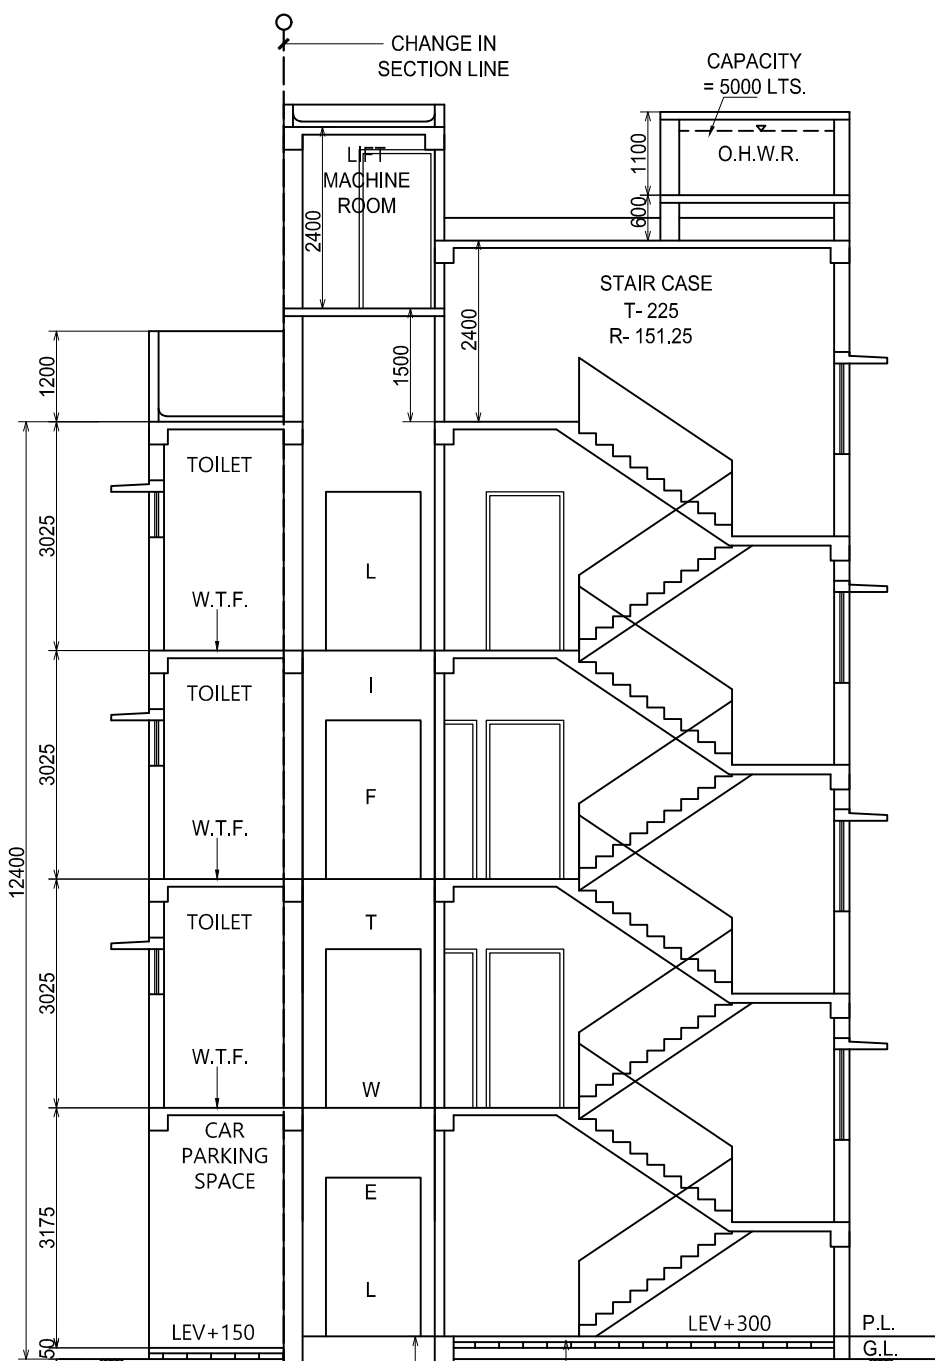 CHANGE IN
SECTION LINE
CAPACITY
= 5000 LTS.
O.H.W.R.
1100
600
LIFT
MACHINE
ROOM
2400
STAIR CASE
T- 225
R- 151.25
2400
1500
1200
TOILET
3025
L
W.T.F.
TOILET
I
3025
F
W.T.F.
12400
TOILET
T
3025
W.T.F.
W
CAR
PARKING
SPACE
E
3175
L
LEV+150
LEV+300
P.L.
G.L.
50